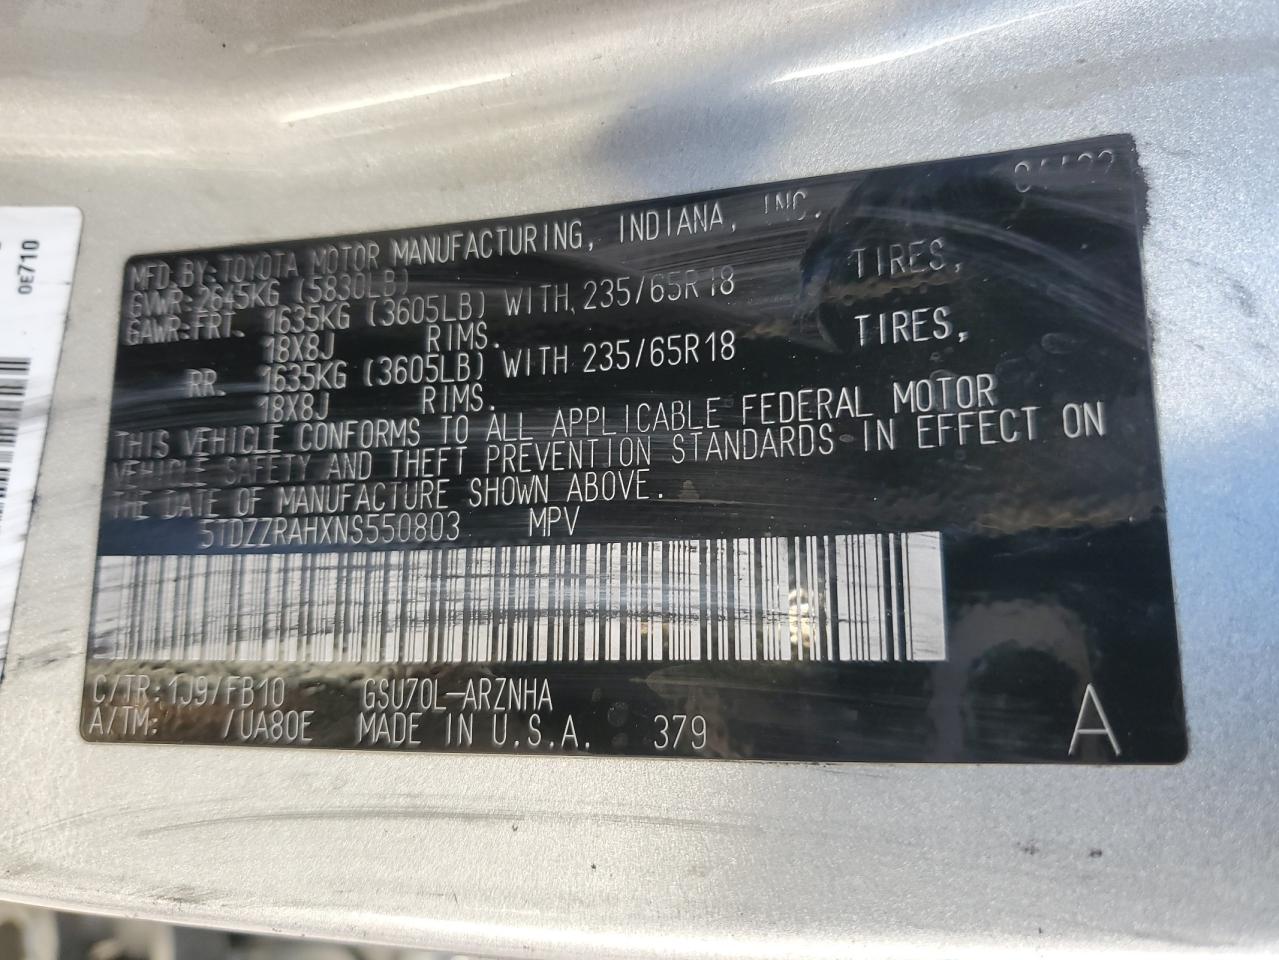 MFD.BY:TOYOTA MOTOR MANUFACTURING, INDIANA, INC.
GVWR:2645KG (5830LB)
GAWR:FRT. 1635KG (3605LB) WITH 235/65R18 TIRES,
18X8J RIMS.
RR. 1635KG (3605LB) WITH 235/65R18 TIRES,
18X8J RIMS.
THIS VEHICLE CONFORMS TO ALL APPLICABLE FEDERAL MOTOR
VEHICLE SAFETY AND THEFT PREVENTION STANDARDS IN EFFECT ON
THE DATE OF MANUFACTURE SHOWN ABOVE.
5TDZZRAHXNS550803 MPV
C/TR:1J9/FB10 GSU70L-ARZNHA
A/TM: /UA80E MADE IN U.S.A. 379
A
0E710